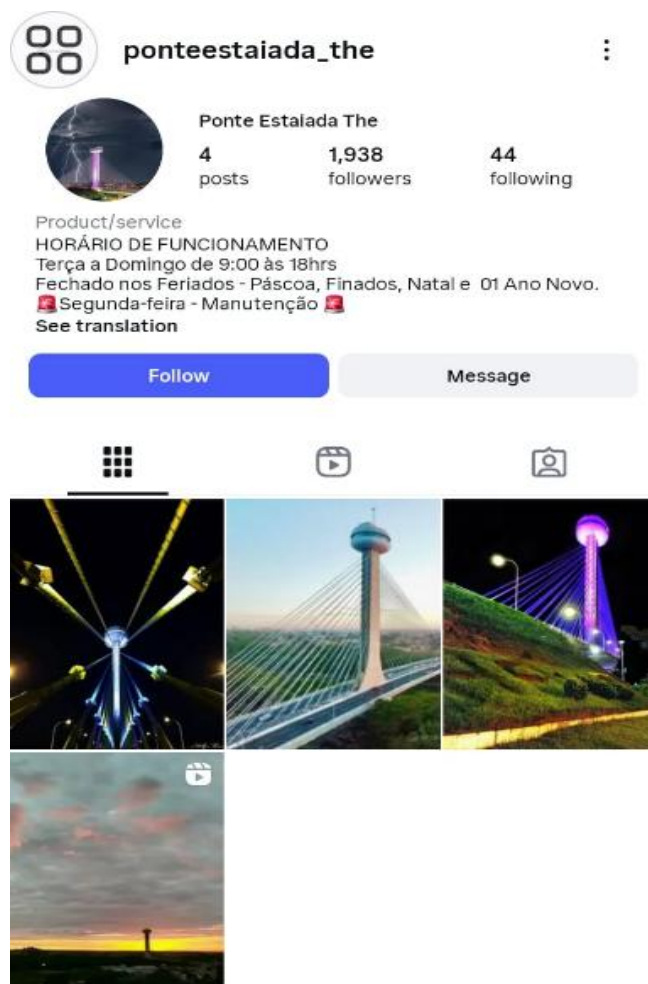 ponteestaiada_the
Ponte Estaiada The
4 1,938 44
posts followers following
Product/service
HORÁRIO DE FUNCIONAMENTO
Terça a Domingo de 9:00 às 18hrs
Fechado nos Feriados - Páscoa, Finados, Natal e 01 Ano Novo.
🚨Segunda-feira - Manutenção 🚨
See translation
Follow Message